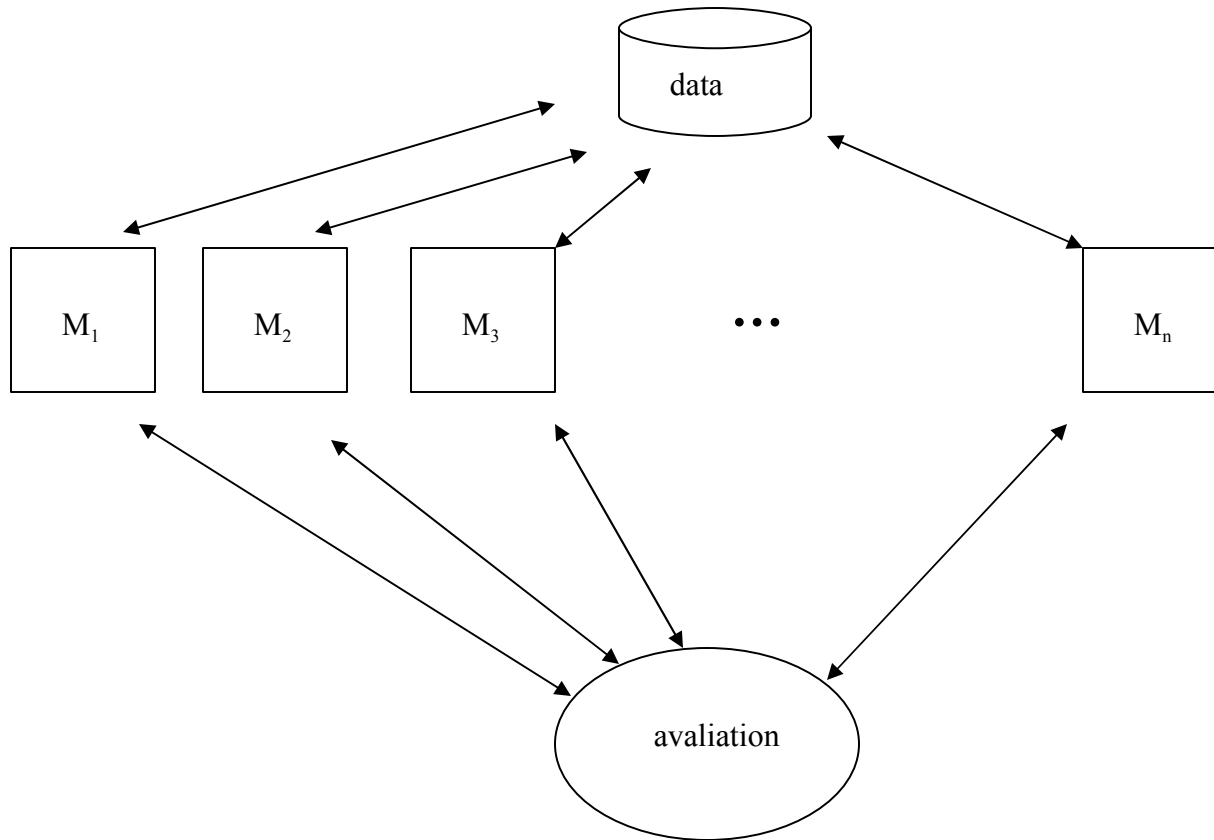 data
M₁
M₂
M₃
...
Mₙ
avaliation